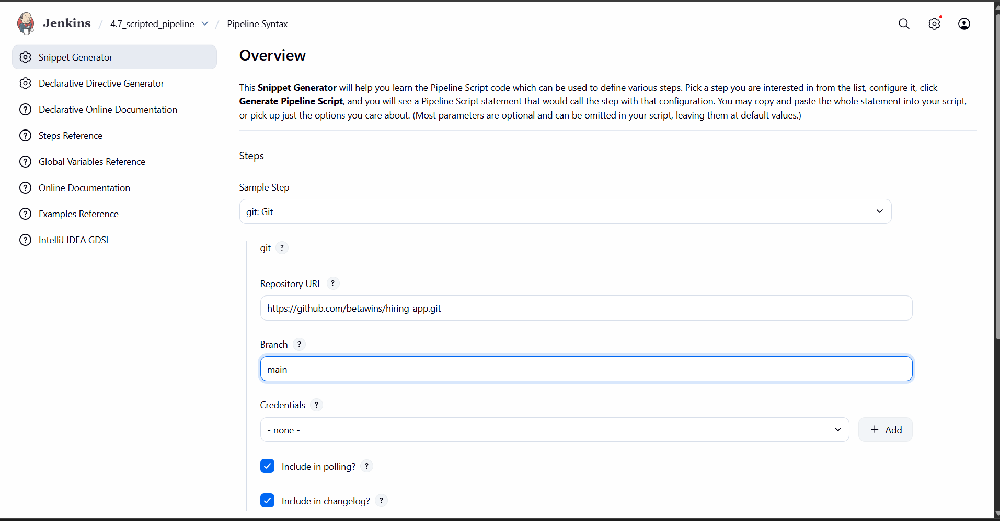 Jenkins / 4.7_scripted_pipeline / Pipeline Syntax
Snippet Generator
Declarative Directive Generator
Declarative Online Documentation
Steps Reference
Global Variables Reference
Online Documentation
Examples Reference
IntelliJ IDEA GDSL
Overview
This Snippet Generator will help you learn the Pipeline Script code which can be used to define various steps. Pick a step you are interested in from the list, configure it, click
Generate Pipeline Script, and you will see a Pipeline Script statement that would call the step with that configuration. You may copy and paste the whole statement into your script,
or pick up just the options you care about. (Most parameters are optional and can be omitted in your script, leaving them at default values.)
Steps
Sample Step
git: Git
git ?
Repository URL ?
https://github.com/betawins/hiring-app.git
Branch ?
main
Credentials ?
- none -
+ Add
Include in polling? ?
Include in changelog? ?